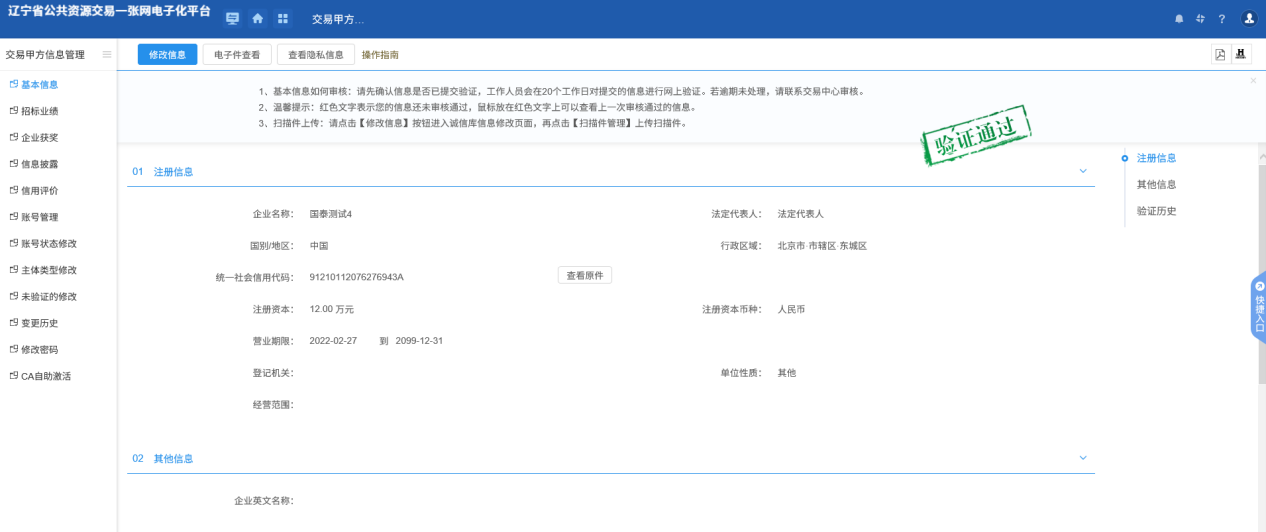 辽宁省公共资源交易一张网电子化平台
交易甲方...
交易甲方信息管理
修改信息 电子件查看 查看隐私信息 操作指南
基本信息
招标业绩
企业获奖
信息披露
信用评价
账号管理
账号状态修改
主体类型修改
未验证的修改
变更历史
修改密码
CA自助激活
1、基本信息如何审核：请先确认信息是否已提交验证，工作人员会在20个工作日对提交的信息进行网上验证。若逾期未处理，请联系交易中心审核。
2、温馨提示：红色文字表示您的信息还未审核通过，鼠标放在红色文字上可以查看上一次审核通过的信息。
3、扫描件上传：请点击【修改信息】按钮进入诚信库信息修改页面，再点击【扫描件管理】上传扫描件。
验证通过
01 注册信息
企业名称： 国泰测试4 法定代表人： 法定代表人
国别/地区： 中国 行政区域： 北京市·市辖区·东城区
统一社会信用代码： 91210112076276943A 查看原件
注册资本： 12.00 万元 注册资本币种： 人民币
营业期限： 2022-02-27 到 2099-12-31
登记机关： 单位性质： 其他
经营范围：
02 其他信息
企业英文名称：
注册信息
其他信息
验证历史
快捷入口